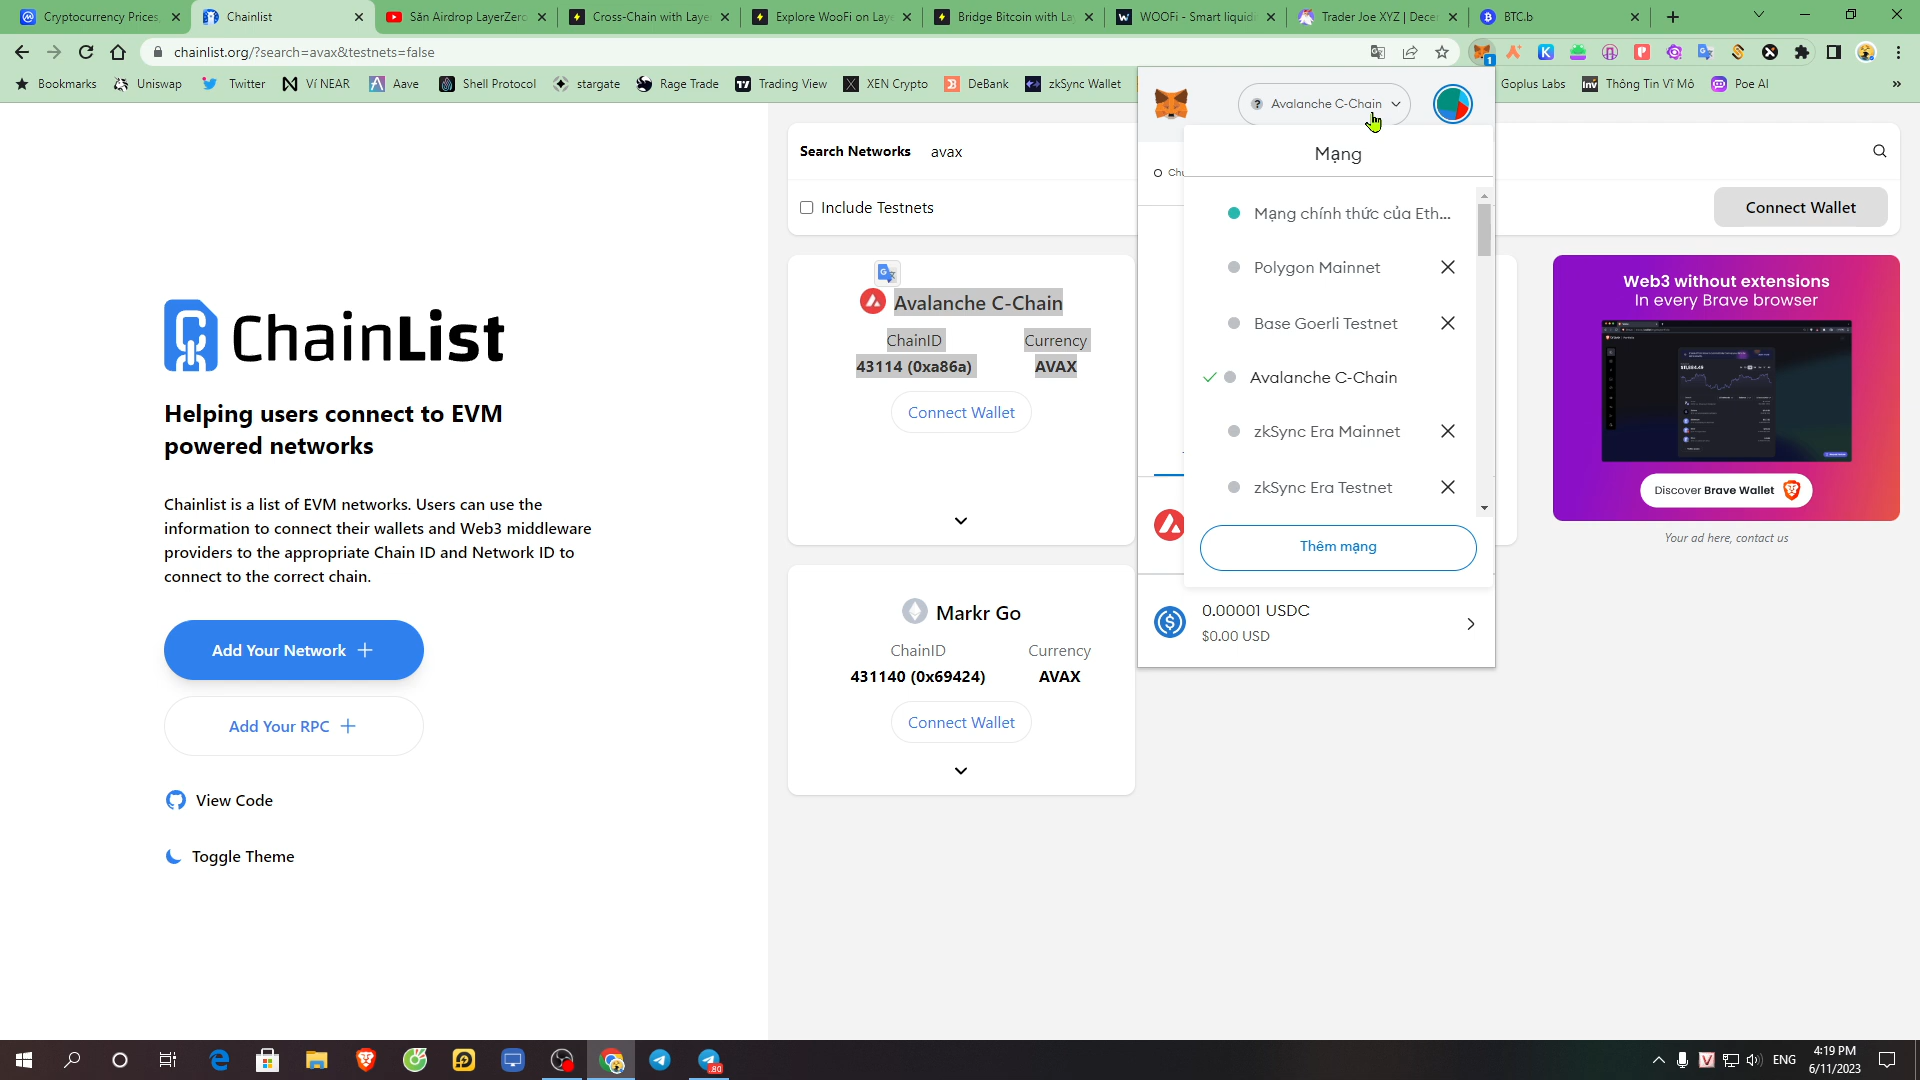 Cryptocurrency Prices,
Chainlist
Săn Airdrop LayerZero
Cross-Chain with Laye
Explore WooFi on Lay
Bridge Bitcoin with La
WOOFi - Smart liquidi
Trader Joe XYZ | Dece
BTC.b
chainlist.org/?search=avax&testnets=false
1
Bookmarks
Uniswap
Twitter
Ví NEAR
Aave
Shell Protocol
stargate
Rage Trade
Trading View
XEN Crypto
DeBank
zkSync Wallet
Goplus Labs
Thông Tin Vĩ Mô
Poe AI
»
ChainList
Helping users connect to EVM
powered networks
Chainlist is a list of EVM networks. Users can use the
information to connect their wallets and Web3 middleware
providers to the appropriate Chain ID and Network ID to
connect to the correct chain.
Add Your Network
Add Your RPC
View Code
Toggle Theme
Search Networks avax
Include Testnets
Connect Wallet
Avalanche C-Chain
ChainID Currency
43114 (0xa86a) AVAX
Connect Wallet
Markr Go
ChainID Currency
431140 (0x69424) AVAX
Connect Wallet
Avalanche C-Chain
Mạng
Mạng chính thức của Eth...
Polygon Mainnet
Base Goerli Testnet
Avalanche C-Chain
zkSync Era Mainnet
zkSync Era Testnet
Thêm mạng
0.00001 USDC
$0.00 USD
Web3 without extensions
In every Brave browser
Discover Brave Wallet
Your ad here, contact us
ENG
4:19 PM
6/11/2023